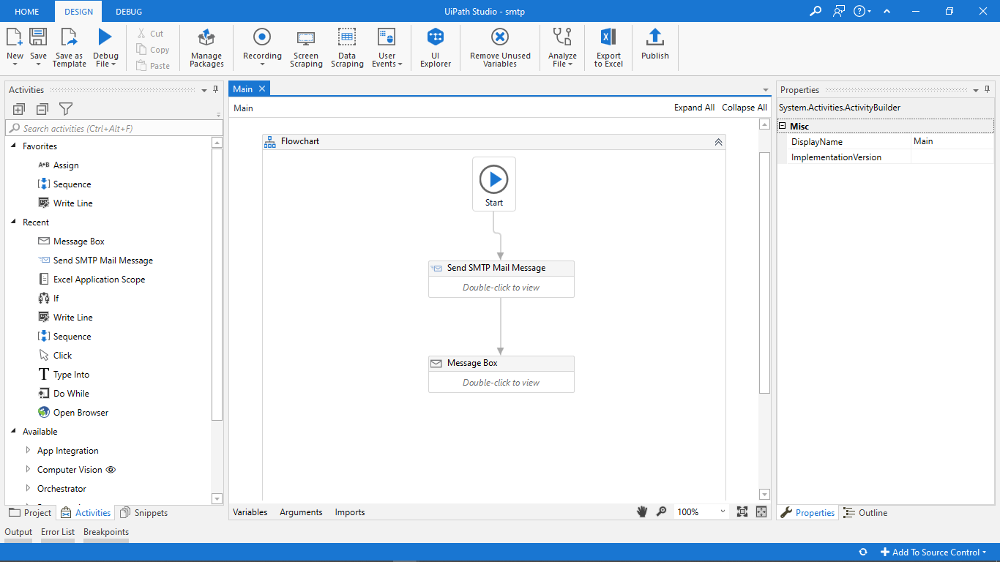 HOME DESIGN DEBUG UiPath Studio - smtp
New Save Save as Template Debug File
Cut
Copy
Paste
Manage Packages
Recording
Screen Scraping
Data Scraping
User Events
UI Explorer
Remove Unused Variables
Analyze File
Export to Excel
Publish
Activities
Search activities (Ctrl+Alt+F)
Favorites
A*B Assign
Sequence
Write Line
Recent
Message Box
Send SMTP Mail Message
Excel Application Scope
If
Write Line
Sequence
Click
Type Into
Do While
Open Browser
Available
App Integration
Computer Vision
Orchestrator
Project Activities Snippets
Main
Main Expand All Collapse All
Flowchart
Start
Send SMTP Mail Message
Double-click to view
Message Box
Double-click to view
Variables Arguments Imports 100%
Properties
System.Activities.ActivityBuilder
Misc
DisplayName Main
ImplementationVersion
Properties Outline
Output Error List Breakpoints
Add To Source Control